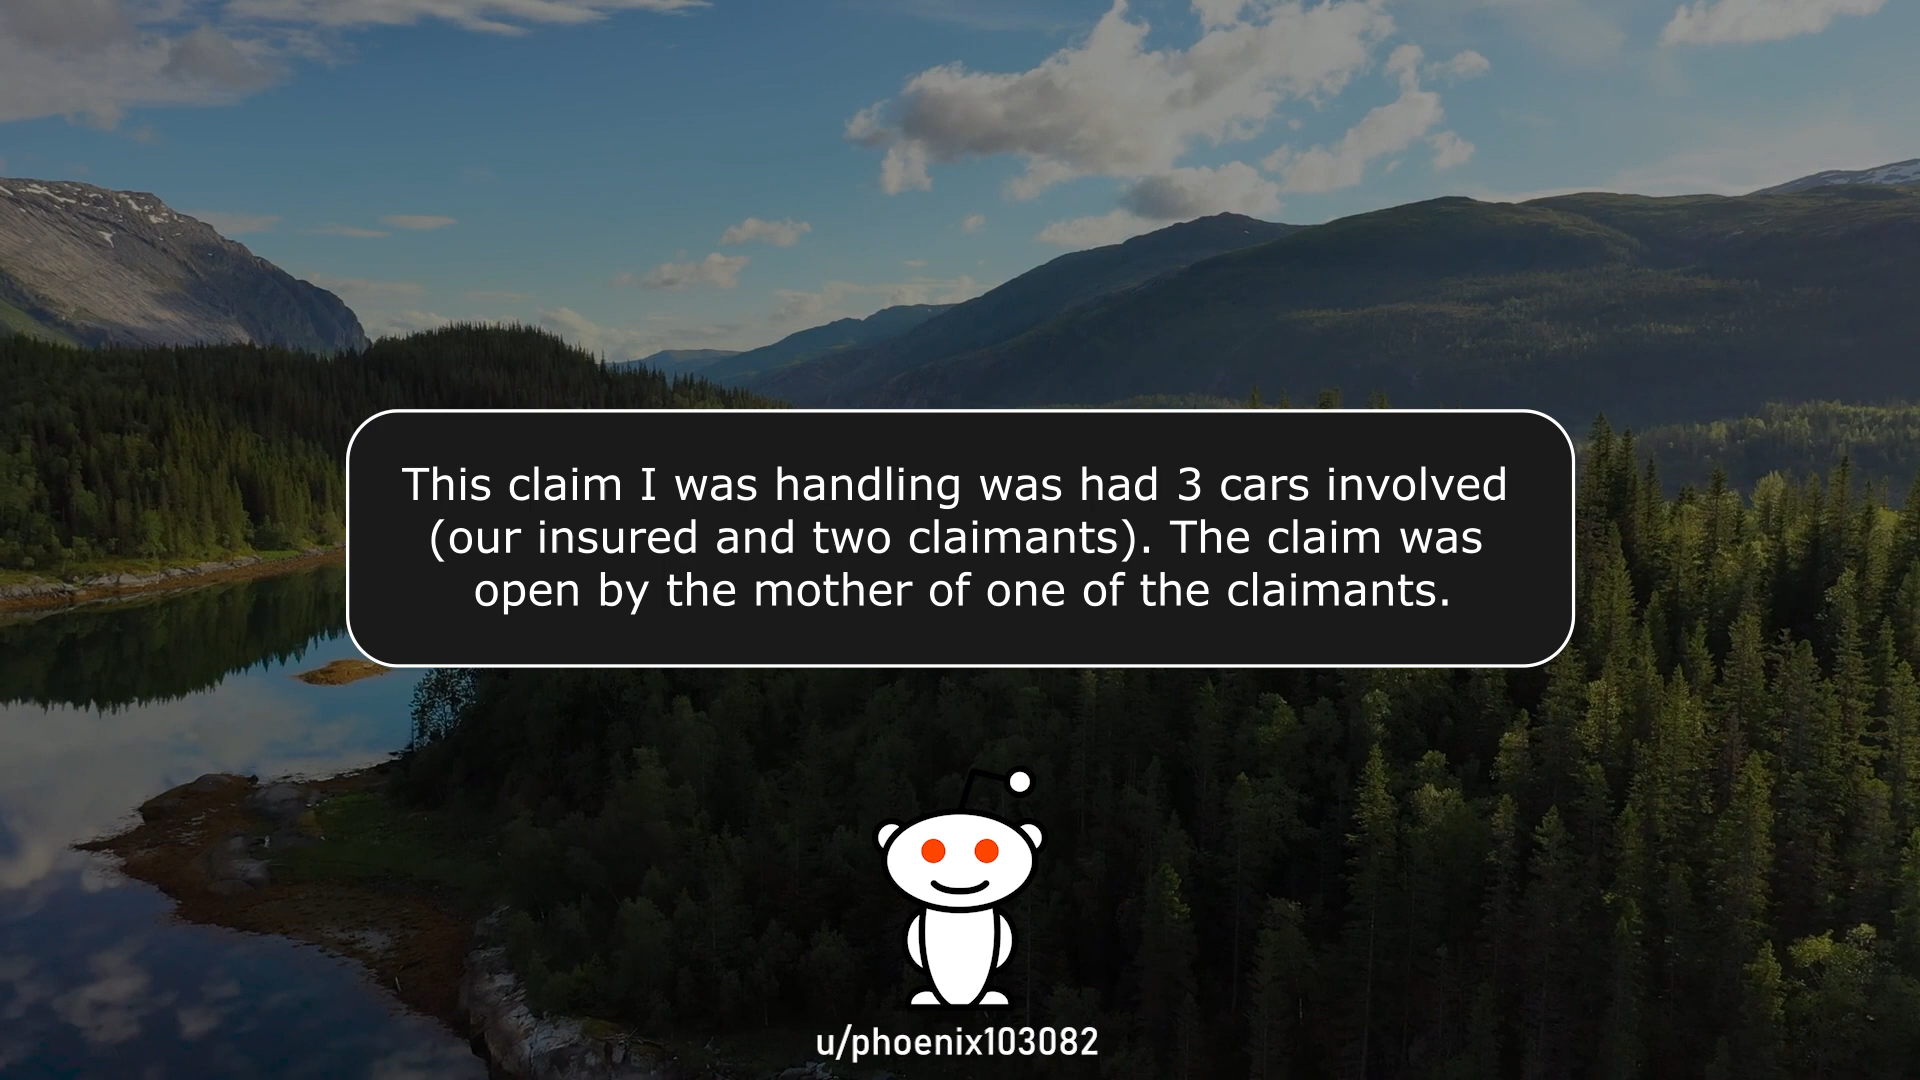 This claim I was handling was had 3 cars involved
(our insured and two claimants). The claim was
open by the mother of one of the claimants.
u/phoenix103082